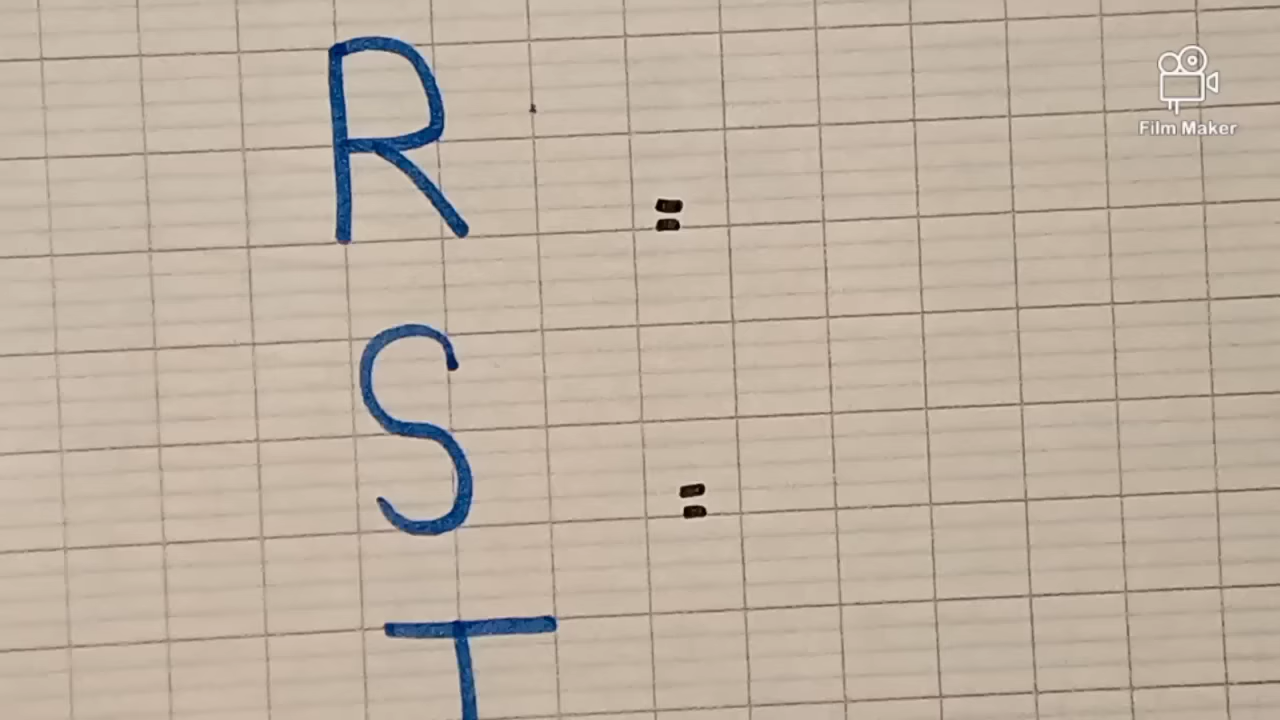 R =
Film Maker
S =
T